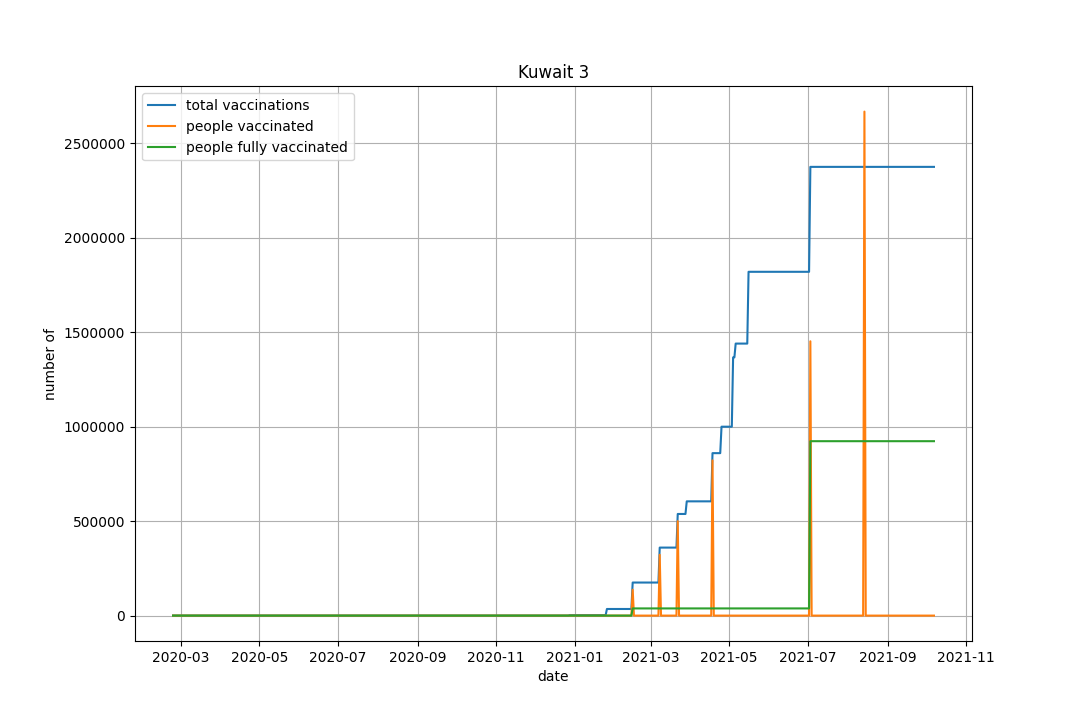 Kuwait 3
total vaccinations
people vaccinated
people fully vaccinated
number of
2500000
2000000
1500000
1000000
500000
0
2020-03 2020-05 2020-07 2020-09 2020-11 2021-01 2021-03 2021-05 2021-07 2021-09 2021-11
date